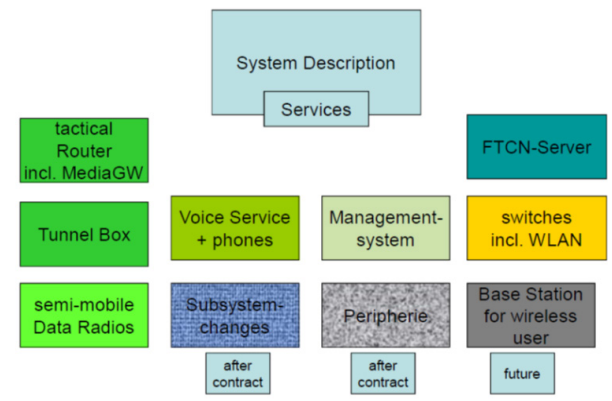 System Description
Services
tactical
Router
incl. MediaGW
FTCN-Server
Tunnel Box
Voice Service
+ phones
Management-
system
switches
incl. WLAN
semi-mobile
Data Radios
Subsystem-
changes
Peripherie
Base Station
for wireless
user
after
contract
after
contract
future